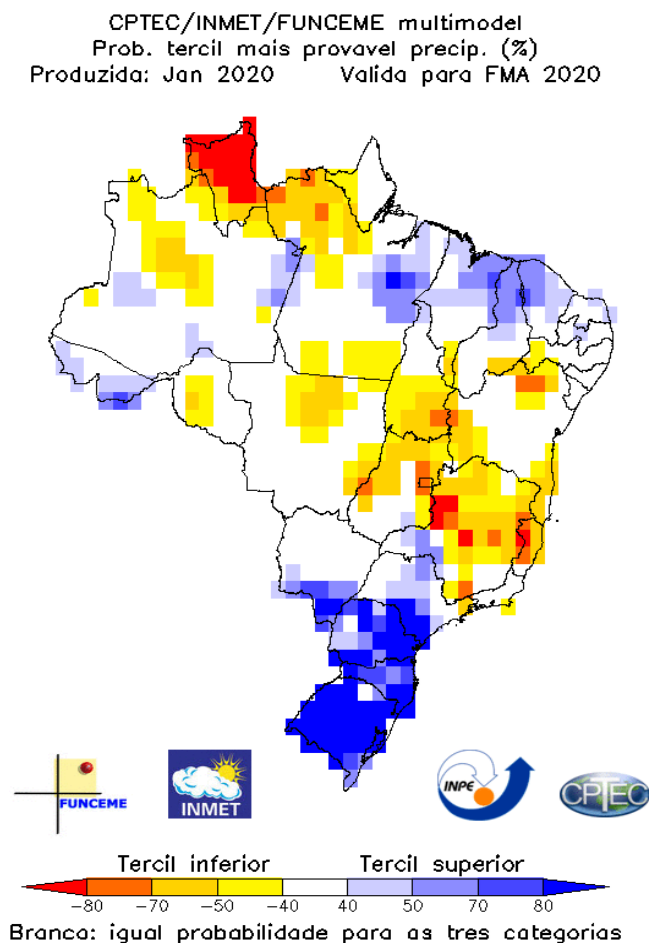 CPTEC/INMET/FUNCEME multimodel
Prob. tercil mais provavel precip. (%)
Produzida: Jan 2020 Valida para FMA 2020
FUNCEME
INMET
INPE
CPTEC
Tercil inferior Tercil superior
-80 -70 -50 -40 40 50 70 80
Branca: igual probabilidade para as tres categorias